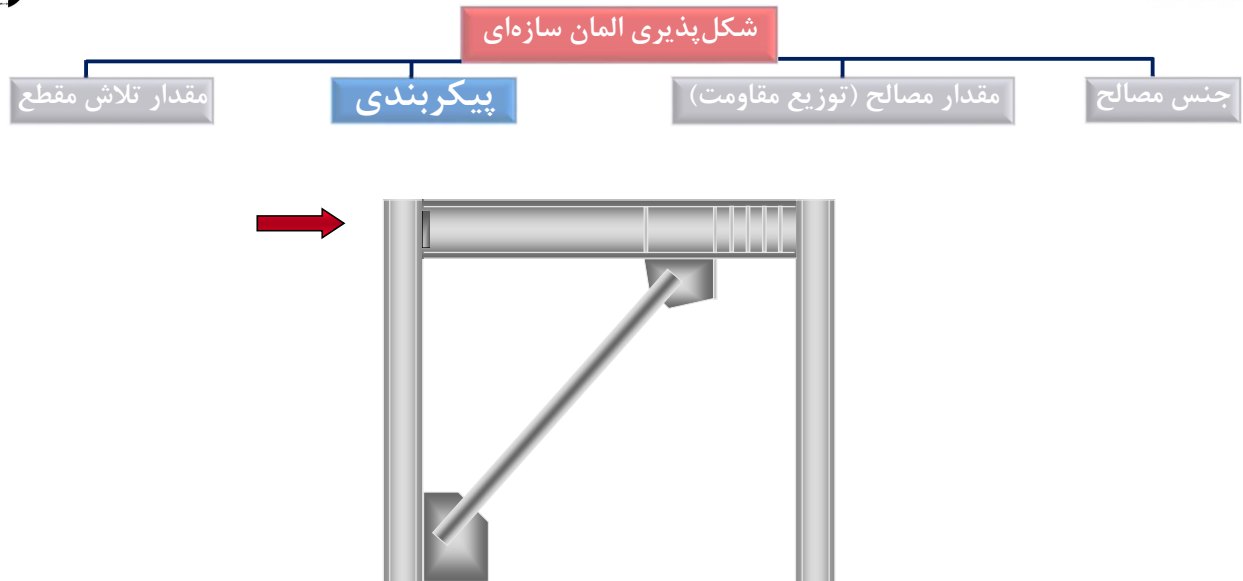 شکل‌پذیری المان سازه‌ای
جنس مصالح
مقدار مصالح (توزیع مقاومت)
پیکربندی
مقدار تلاش مقطع